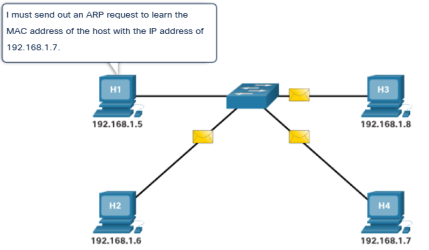 I must send out an ARP request to learn the
MAC address of the host with the IP address of
192.168.1.7.
H1
192.168.1.5
H3
192.168.1.8
H2
192.168.1.6
H4
192.168.1.7